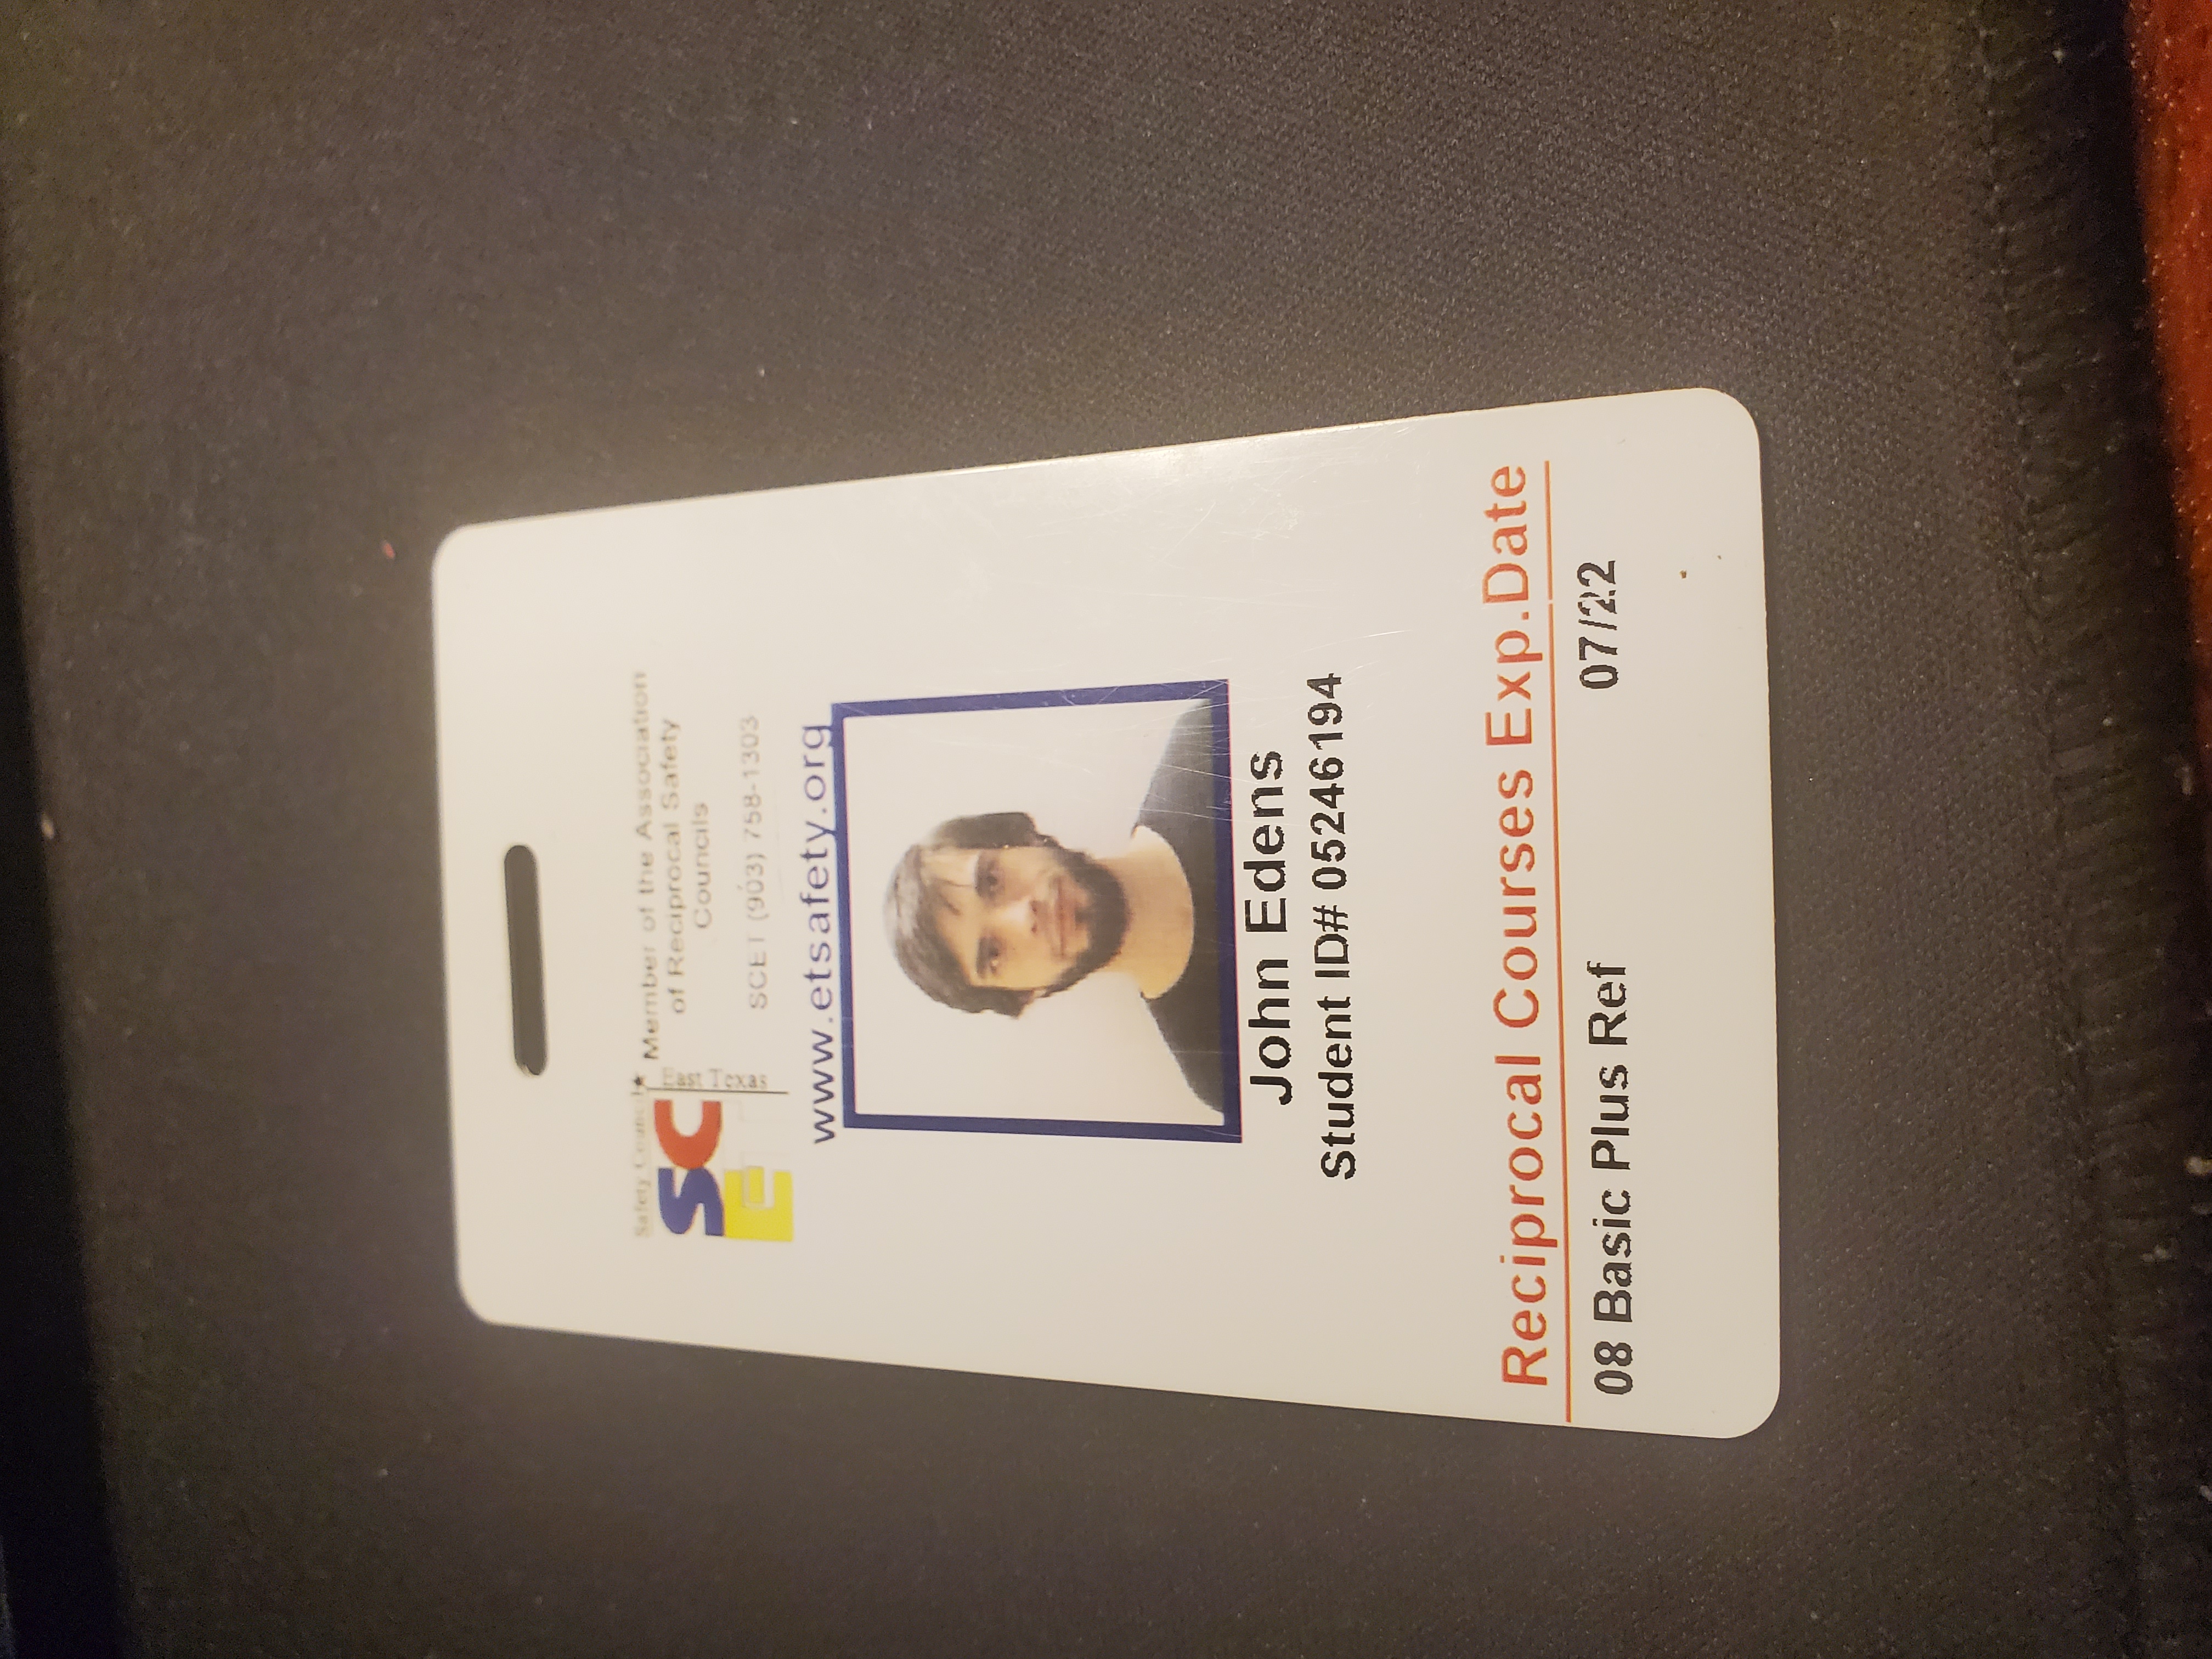 Safety Council
SC
E
East Texas
Member of the Association
of Reciprocal Safety
Councils
SCET (903) 758-1303
www.etsafety.org
John Edens
Student ID# 05246194
Reciprocal Courses Exp.Date
08 Basic Plus Ref 07/22